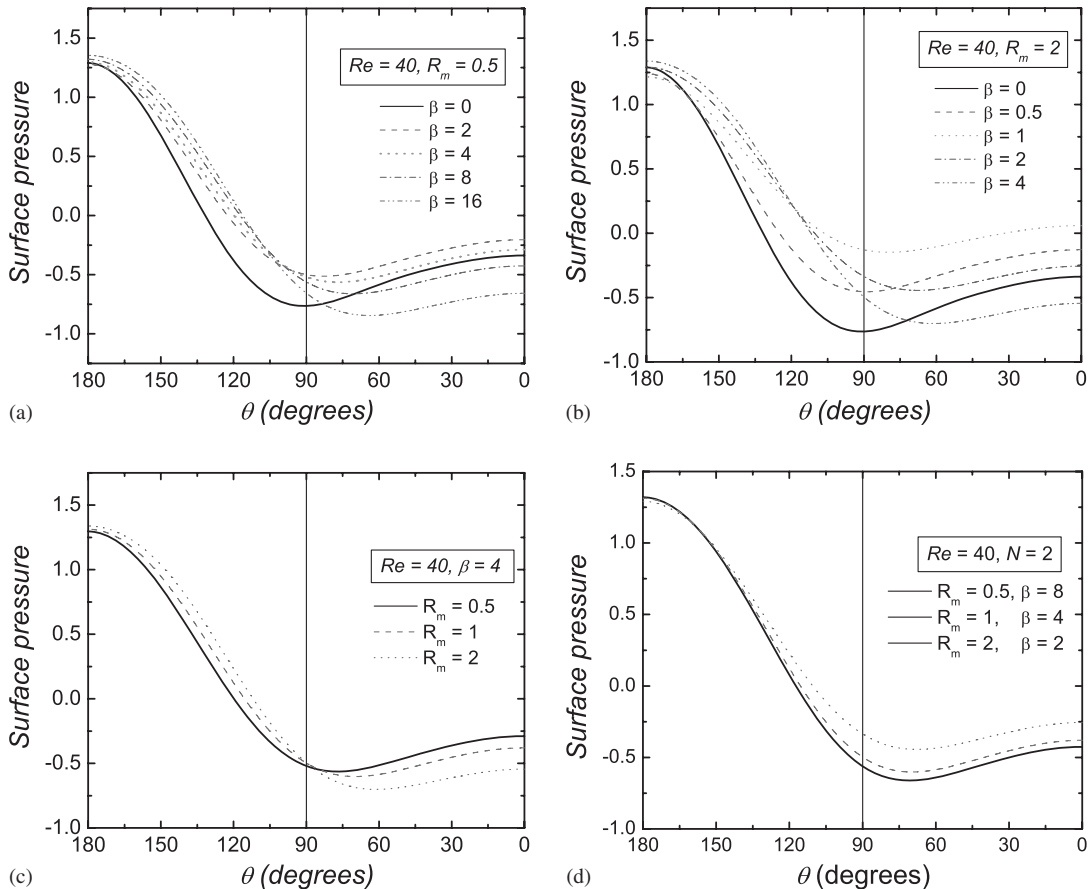 Surface pressure
1.5
1.0
0.5
0.0
-0.5
-1.0
180 150 120 90 60 30 0
θ (degrees)
Re = 40, R_m = 0.5
β = 0
β = 2
β = 4
β = 8
β = 16
(a)
Surface pressure
1.5
1.0
0.5
0.0
-0.5
-1.0
180 150 120 90 60 30 0
θ (degrees)
Re = 40, R_m = 2
β = 0
β = 0.5
β = 1
β = 2
β = 4
(b)
Surface pressure
1.5
1.0
0.5
0.0
-0.5
-1.0
180 150 120 90 60 30 0
θ (degrees)
Re = 40, β = 4
R_m = 0.5
R_m = 1
R_m = 2
(c)
Surface pressure
1.5
1.0
0.5
0.0
-0.5
-1.0
180 150 120 90 60 30 0
θ (degrees)
Re = 40, N = 2
R_m = 0.5, β = 8
R_m = 1, β = 4
R_m = 2, β = 2
(d)